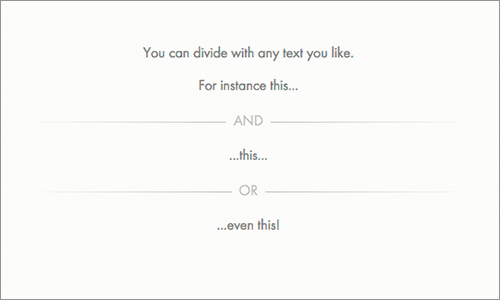 You can divide with any text you like.
For instance this...
AND
...this...
OR
...even this!